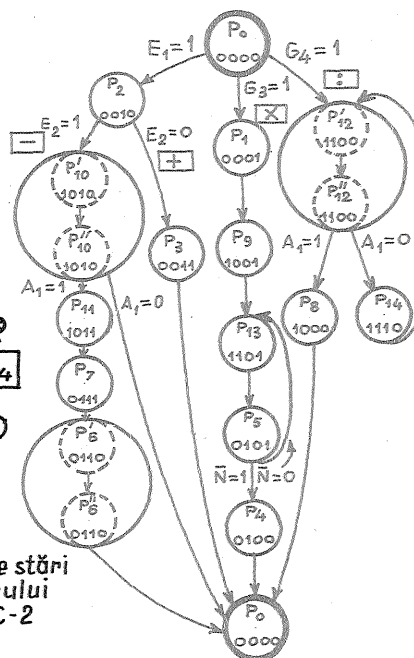 P₀
0000
E₁=1
G₃=1
G₄=1
P₂
0010
E₂=1
E₂=0
−
+
×
:
P₁
0001
P'₁₂
1100
P''₁₂
1100
P'₁₀
1010
P''₁₀
1010
P₃
0011
P₉
1001
A₁=1
A₁=0
A₁=1
A₁=0
P₁₁
1011
P₁₃
1101
P₈
1000
P₁₄
1110
P₇
0111
P₅
0101
N̄=1
N̄=0
P'₆
0110
P''₆
0110
P₄
0100
4
e stări
cului
C-2
P₀
0000